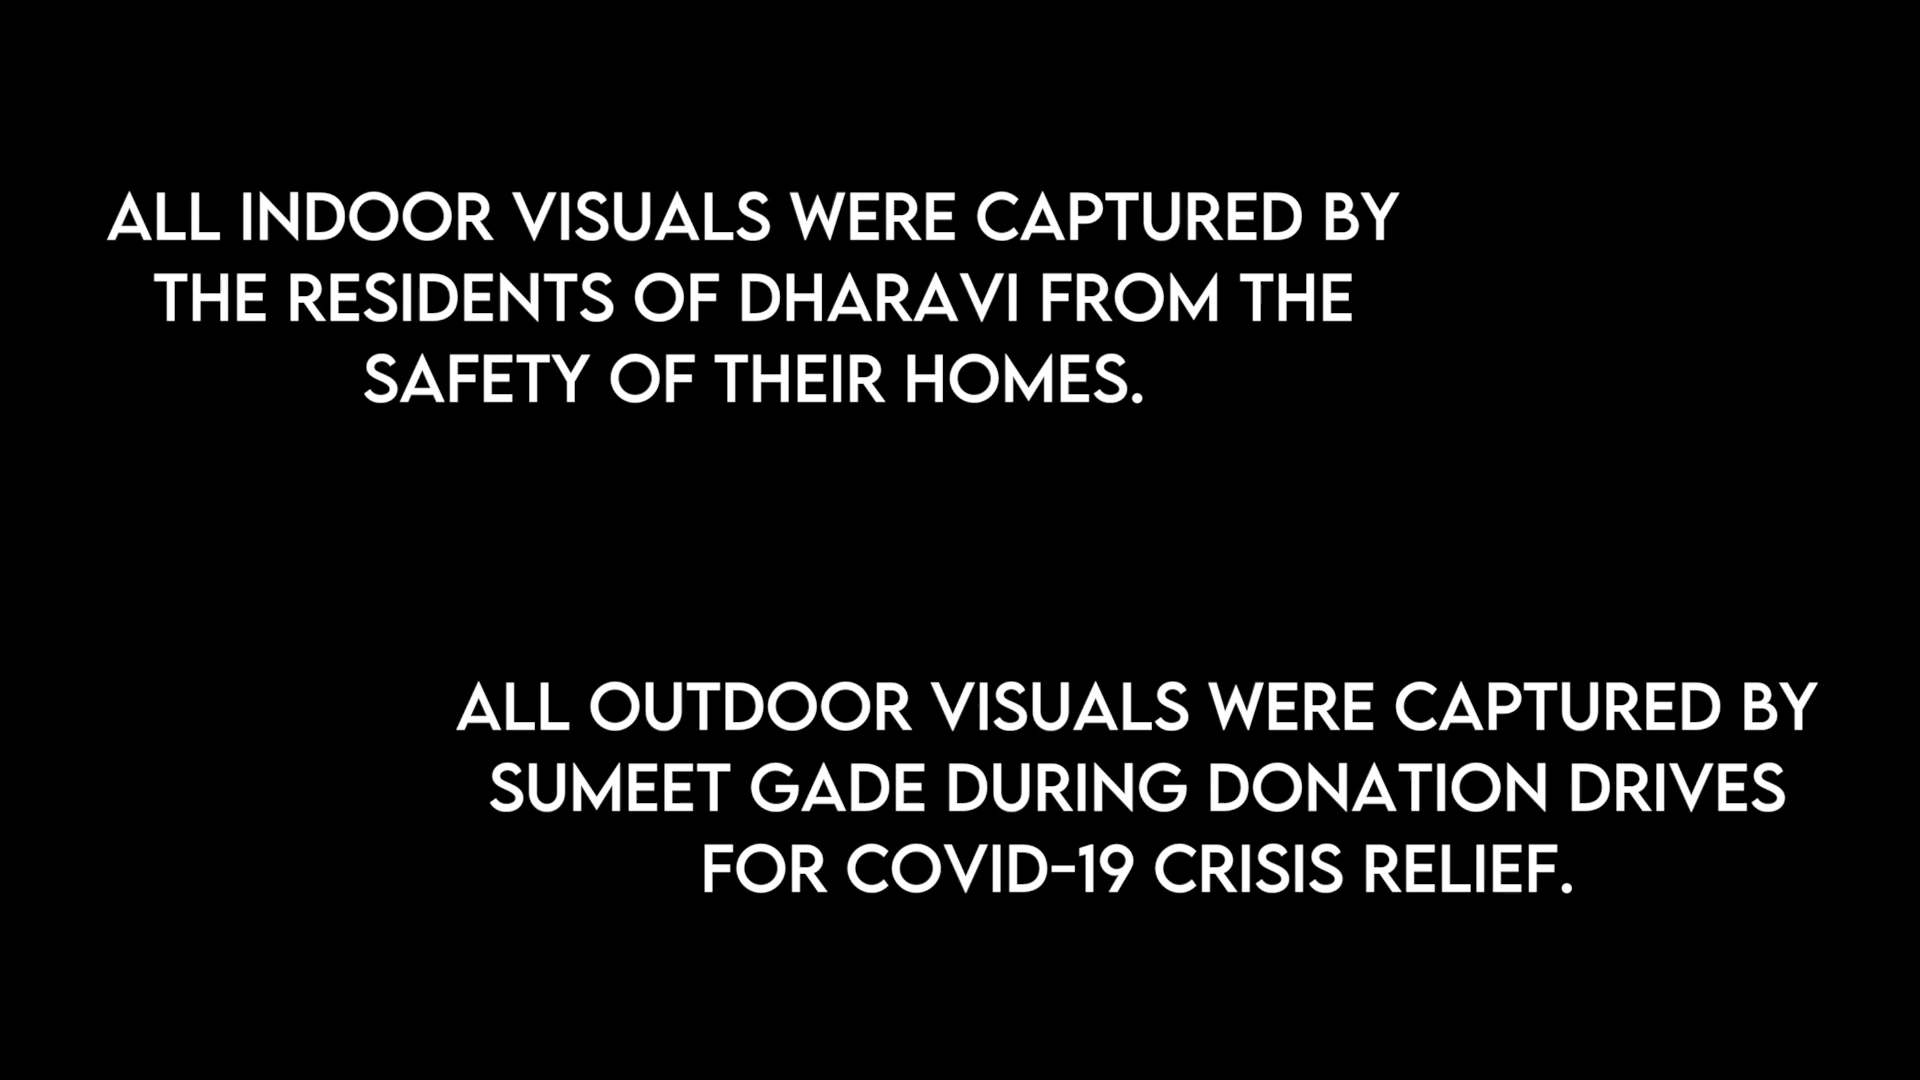 ALL INDOOR VISUALS WERE CAPTURED BY
THE RESIDENTS OF DHARAVI FROM THE
SAFETY OF THEIR HOMES.
ALL OUTDOOR VISUALS WERE CAPTURED BY
SUMEET GADE DURING DONATION DRIVES
FOR COVID-19 CRISIS RELIEF.